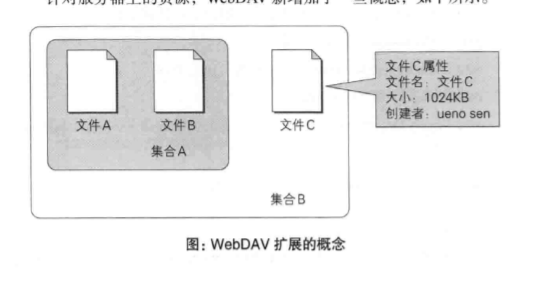 针对服务器上的资源，WebDAV 新增加了一些概念，如下所示。
文件A
文件B
集合A
文件C
集合B
文件C属性
文件名：文件C
大小：1024KB
创建者：ueno sen
图：WebDAV 扩展的概念